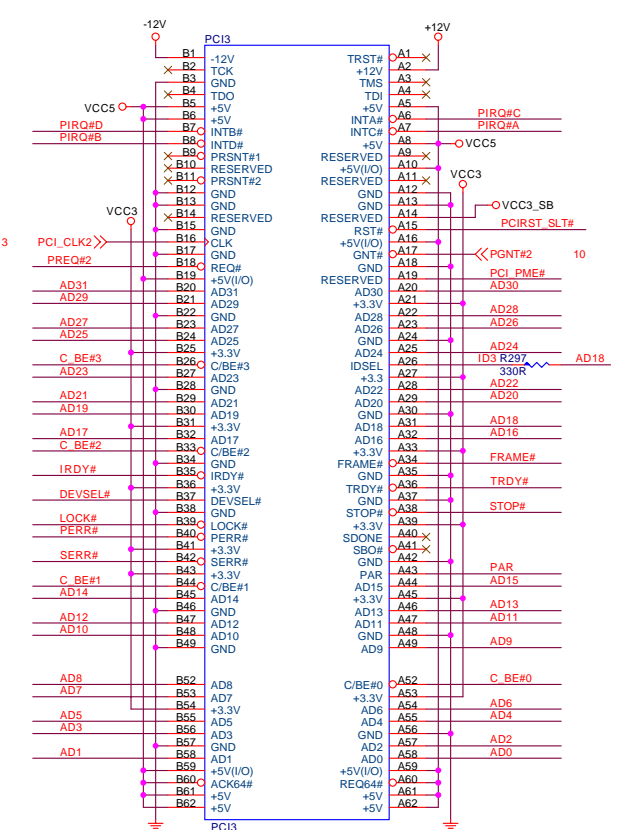 -12V +12V
PCI3
B1 -12V TRST# A1
B2 TCK +12V A2
B3 GND TMS A3
B4 TDO TDI A4
VCC5 B5 +5V +5V A5
B6 +5V INTA# A6 PIRQ#C
PIRQ#D B7 INTB# INTC# A7 PIRQ#A
PIRQ#B B8 INTD# +5V A8 VCC5
B9 PRSNT#1 RESERVED A9
B10 RESERVED +5V(I/O) A10
B11 PRSNT#2 RESERVED A11 VCC3
B12 GND GND A12
B13 GND GND A13
VCC3 B14 RESERVED RESERVED A14 VCC3_SB
B15 GND RST# A15 PCIRST_SLT#
3 PCI_CLK2 B16 CLK +5V(I/O) A16
B17 GND GNT# A17 PGNT#2 10
PREQ#2 B18 REQ# GND A18
B19 +5V(I/O) RESERVED A19 PCI_PME#
AD31 B20 AD31 AD30 A20 AD30
AD29 B21 AD29 +3.3V A21
B22 GND AD28 A22 AD28
AD27 B23 AD27 AD26 A23 AD26
AD25 B24 AD25 GND A24
B25 +3.3V AD24 A25 AD24
C_BE#3 B26 C/BE#3 IDSEL A26 ID3 R297 AD18
330R
AD23 B27 AD23 +3.3 A27
B28 GND AD22 A28 AD22
AD21 B29 AD21 AD20 A29 AD20
AD19 B30 AD19 GND A30
B31 +3.3V AD18 A31 AD18
AD17 B32 AD17 AD16 A32 AD16
C_BE#2 B33 C/BE#2 +3.3V A33
B34 GND FRAME# A34 FRAME#
IRDY# B35 IRDY# GND A35
B36 +3.3V TRDY# A36 TRDY#
DEVSEL# B37 DEVSEL# GND A37
B38 GND STOP# A38 STOP#
LOCK# B39 LOCK# +3.3V A39
PERR# B40 PERR# SDONE A40
B41 +3.3V SBO# A41
SERR# B42 SERR# GND A42
B43 +3.3V PAR A43 PAR
C_BE#1 B44 C/BE#1 AD15 A44 AD15
AD14 B45 AD14 +3.3V A45
B46 GND AD13 A46 AD13
AD12 B47 AD12 AD11 A47 AD11
AD10 B48 AD10 GND A48
B49 GND AD9 A49 AD9
AD8 B52 AD8 C/BE#0 A52 C_BE#0
AD7 B53 AD7 +3.3V A53
B54 +3.3V AD6 A54 AD6
AD5 B55 AD5 AD4 A55 AD4
AD3 B56 AD3 GND A56
B57 GND AD2 A57 AD2
AD1 B58 AD1 AD0 A58 AD0
B59 +5V(I/O) +5V(I/O) A59
B60 ACK64# REQ64# A60
B61 +5V +5V A61
B62 +5V +5V A62
PCI3